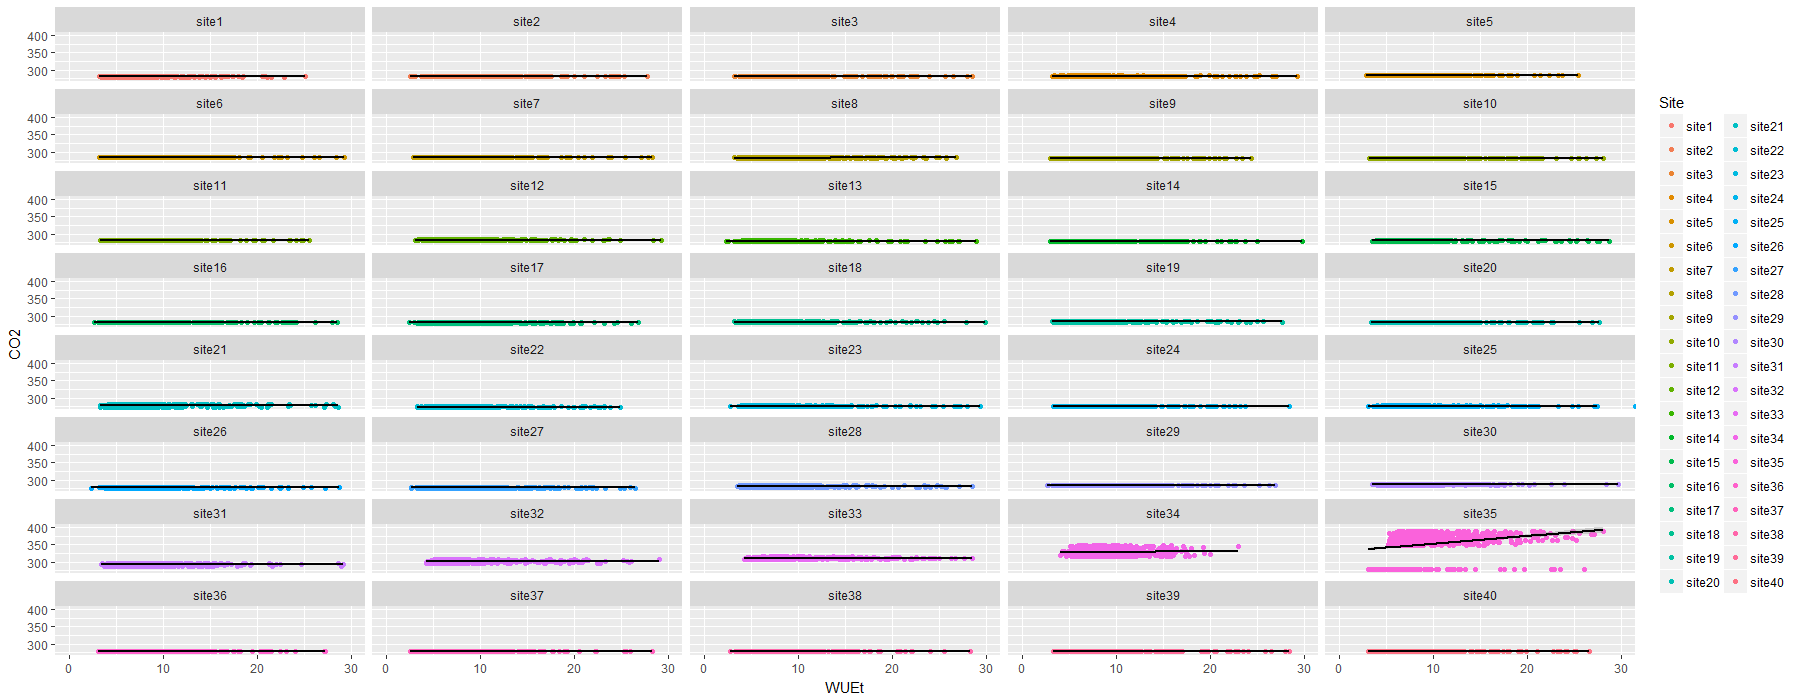 site1 site2 site3 site4 site5
400
350
300
site6 site7 site8 site9 site10
400
350
300
site11 site12 site13 site14 site15
400
350
300
site16 site17 site18 site19 site20
400
350
300
site21 site22 site23 site24 site25
400
350
300
site26 site27 site28 site29 site30
400
350
300
site31 site32 site33 site34 site35
400
350
300
site36 site37 site38 site39 site40
400
350
300
0 10 20 30 0 10 20 30 0 10 20 30 0 10 20 30 0 10 20 30
WUEt
CO2
Site
site1 site21
site2 site22
site3 site23
site4 site24
site5 site25
site6 site26
site7 site27
site8 site28
site9 site29
site10 site30
site11 site31
site12 site32
site13 site33
site14 site34
site15 site35
site16 site36
site17 site37
site18 site38
site19 site39
site20 site40